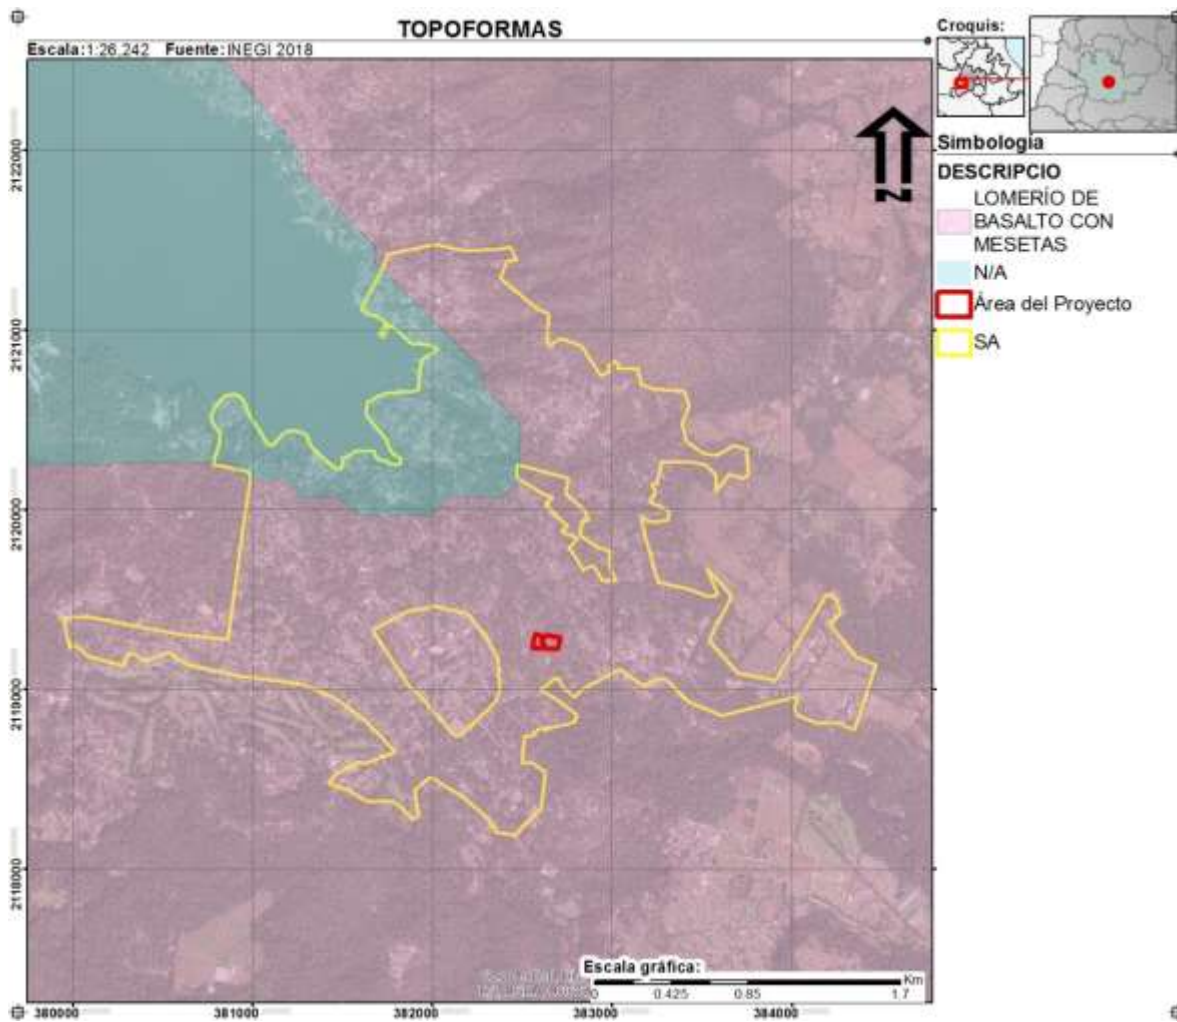 TOPOFORMAS
Escala:1:26,242 Fuente: INEGI 2018
Croquis:
Simbología
DESCRIPCIO
LOMERÍO DE
BASALTO CON
MESETAS
N/A
Área del Proyecto
SA
N
2122000
2121000
2120000
2119000
2118000
Escala gráfica:
Km
0 0.425 0.85 1.7
380000 381000 382000 383000 384000